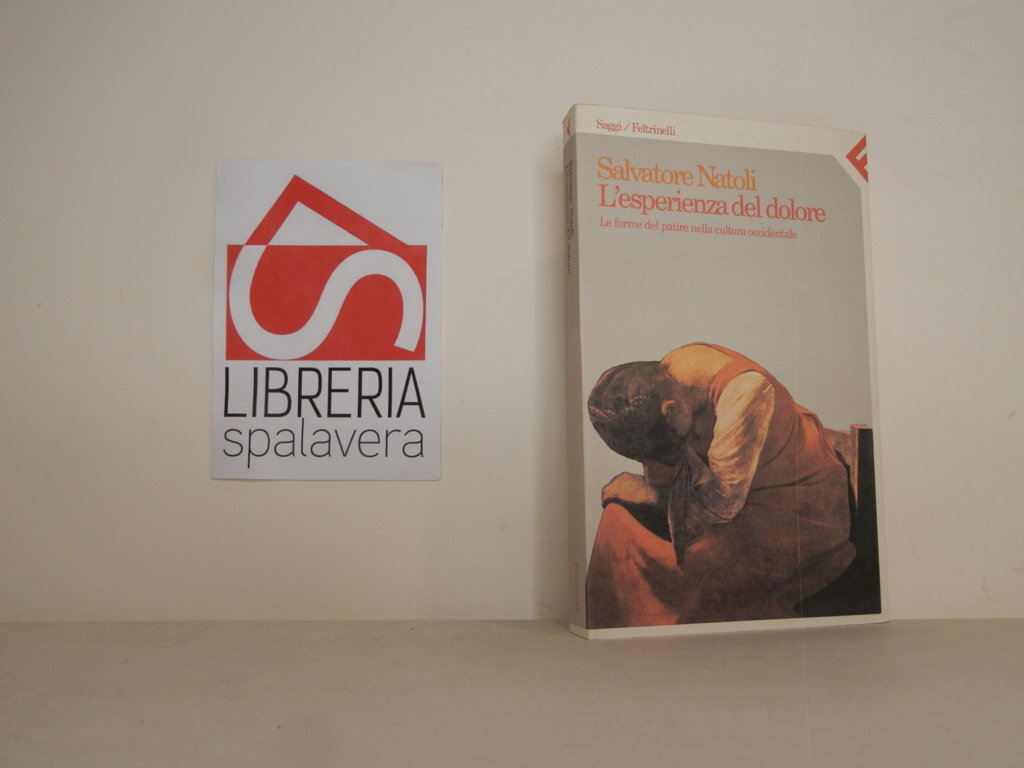 LIBRERIA
spalavera
Saggi / Feltrinelli
Salvatore Natoli
L'esperienza del dolore
Le forme del patire nella cultura occidentale